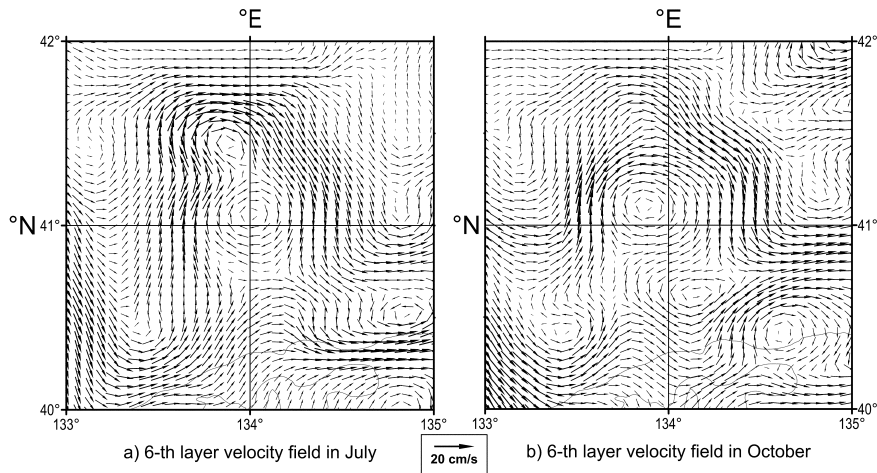 °E °E
42° 42°
°N 41° °N 41°
40° 40°
133° 134° 135° 133° 134° 135°
a) 6-th layer velocity field in July
20 cm/s
b) 6-th layer velocity field in October